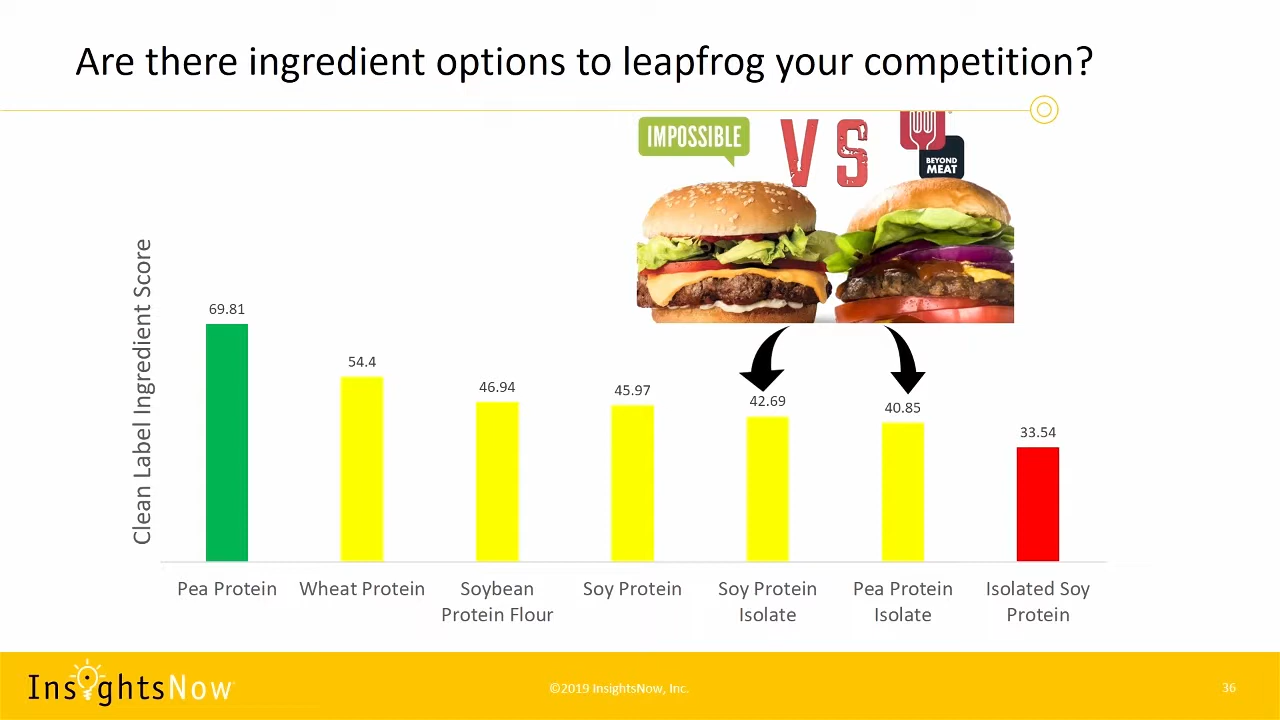 Are there ingredient options to leapfrog your competition?
IMPOSSIBLE
VS
BEYOND
MEAT
Clean Label Ingredient Score
69.81
54.4
46.94
45.97
42.69
40.85
33.54
Pea Protein
Wheat Protein
Soybean
Protein Flour
Soy Protein
Soy Protein
Isolate
Pea Protein
Isolate
Isolated Soy
Protein
InsightsNow
©2019 InsightsNow, Inc.
36